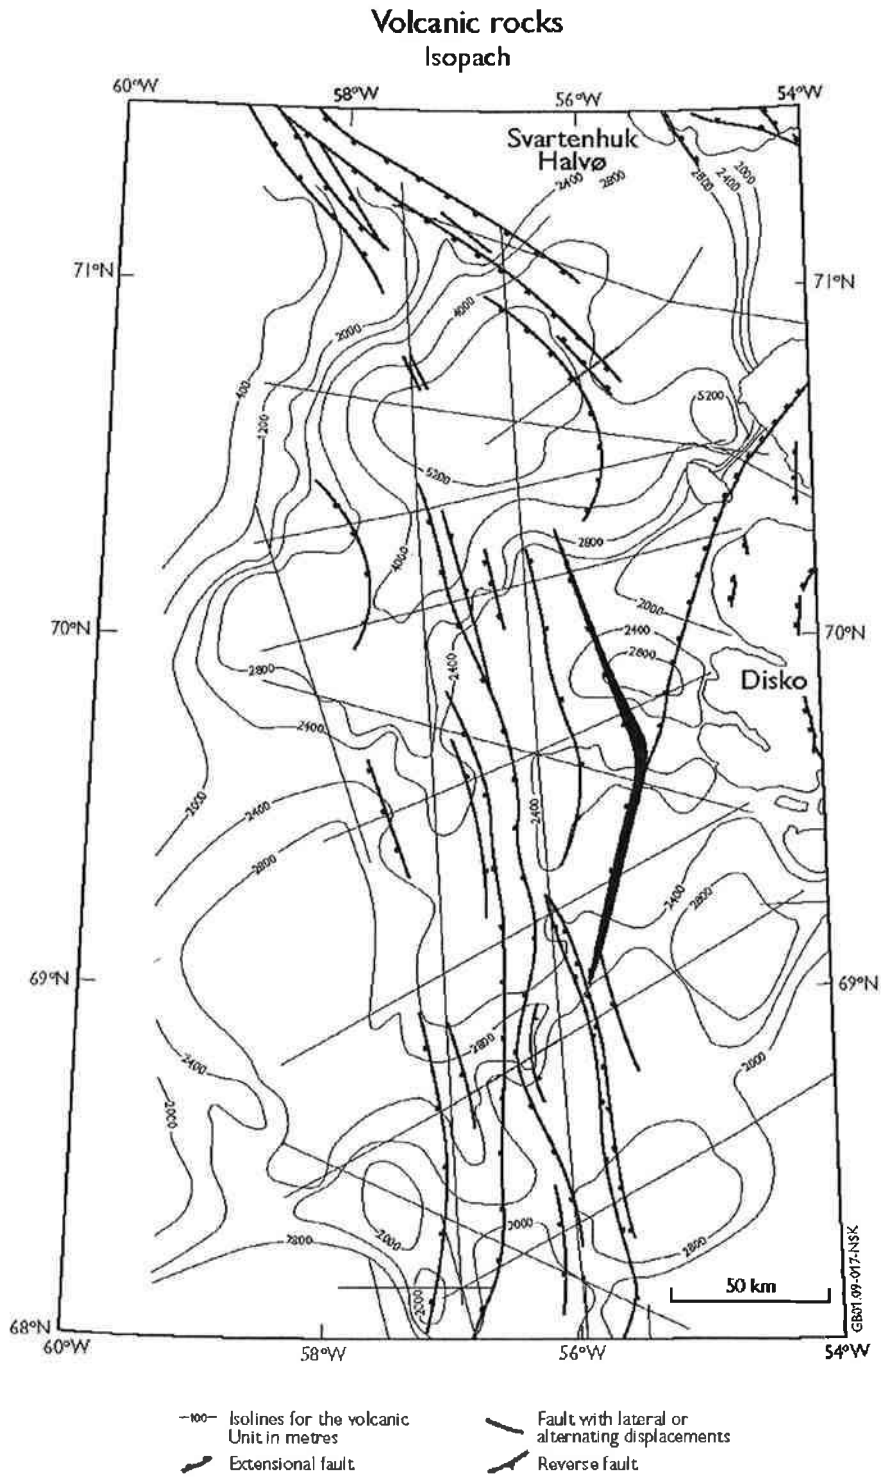 Volcanic rocks
Isopach
60°W
58°W
56°W
54°W
Svartenhuk
Halvø
2400
2800
2800
2400
2000
71°N
71°N
4000
2000
400
1200
5200
5200
4000
2800
2000
70°N
70°N
2400
2800
2400
2800
Disko
2400
2000
2400
2400
2800
2400
2800
69°N
69°N
2800
2400
2000
2000
2000
2000
2800
2800
2000
50 km
GB01.09-017-NSK
68°N
60°W
58°W
56°W
54°W
-100- Isolines for the volcanic
Unit in metres
Fault with lateral or
alternating displacements
Extensional fault
Reverse fault